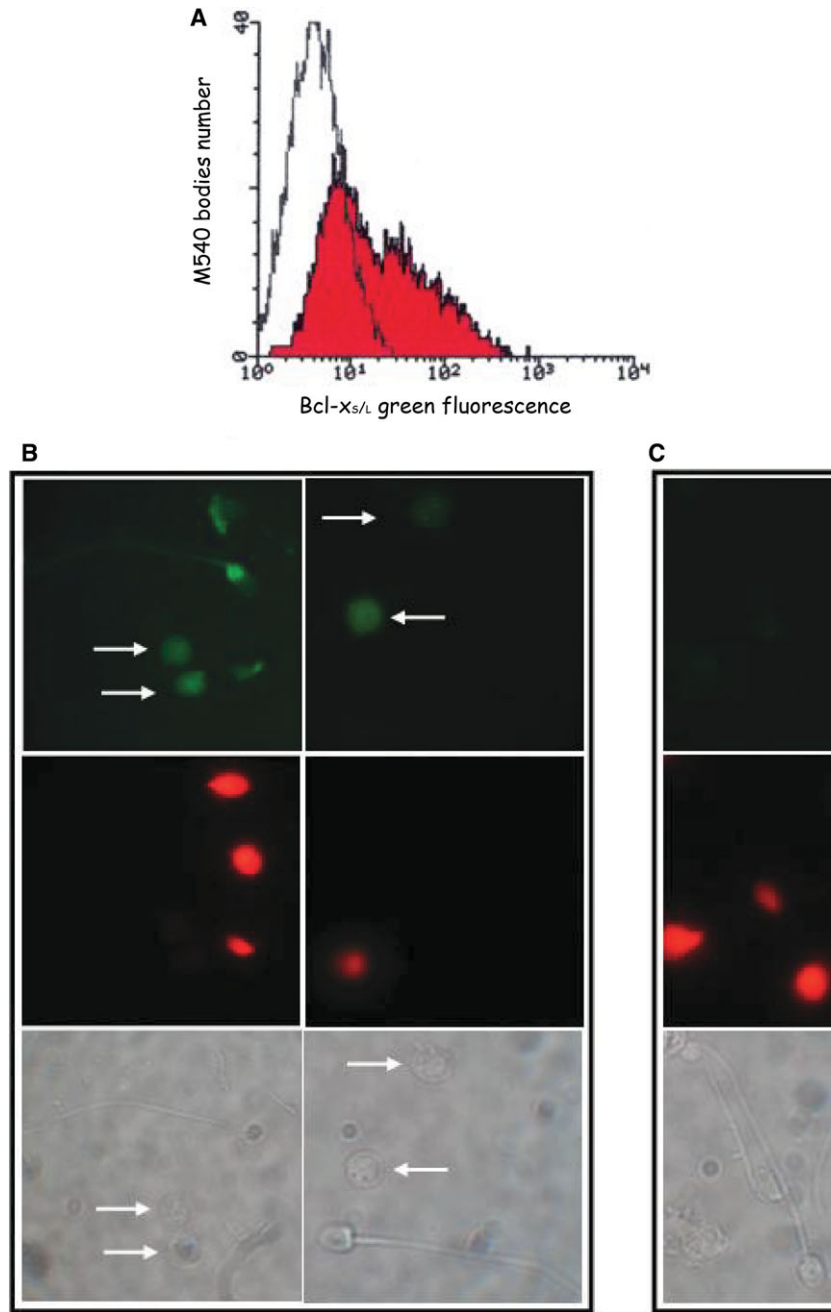 A
40
M540 bodies number
0
10⁰ 10¹ 10² 10³ 10⁴
Bcl-xS/L green fluorescence
B
C